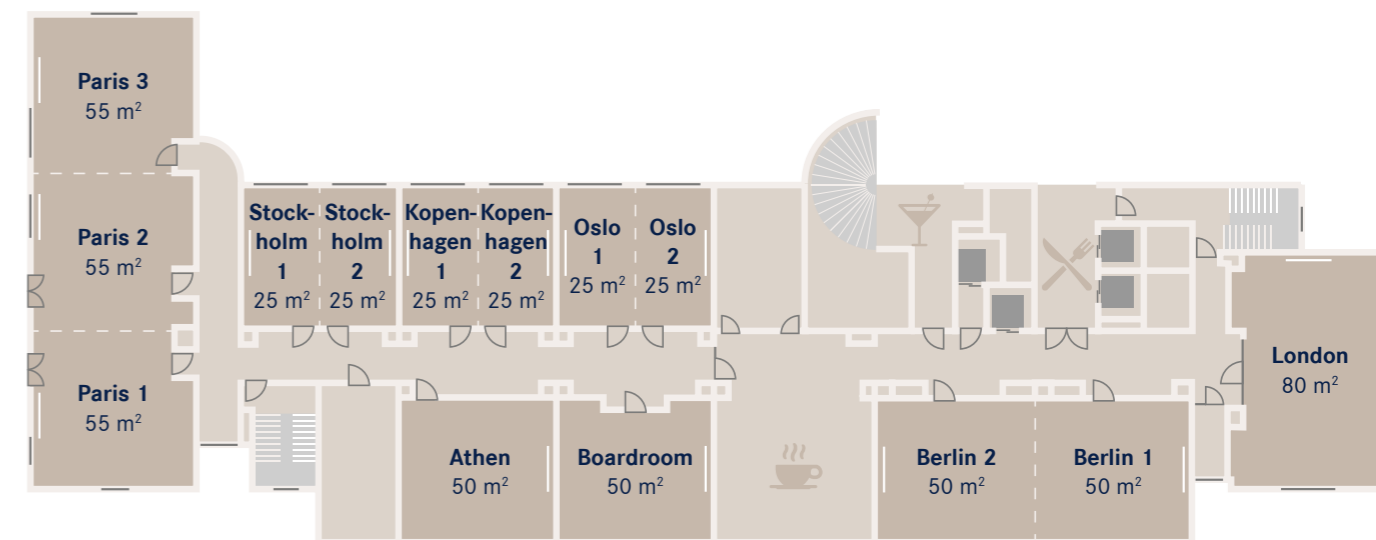 Paris 3
55 m²
Paris 2
55 m²
Paris 1
55 m²
Stock-
holm
1
25 m²
Stock-
holm
2
25 m²
Kopen-
hagen
1
25 m²
Kopen-
hagen
2
25 m²
Oslo
1
25 m²
Oslo
2
25 m²
Athen
50 m²
Boardroom
50 m²
Berlin 2
50 m²
Berlin 1
50 m²
London
80 m²